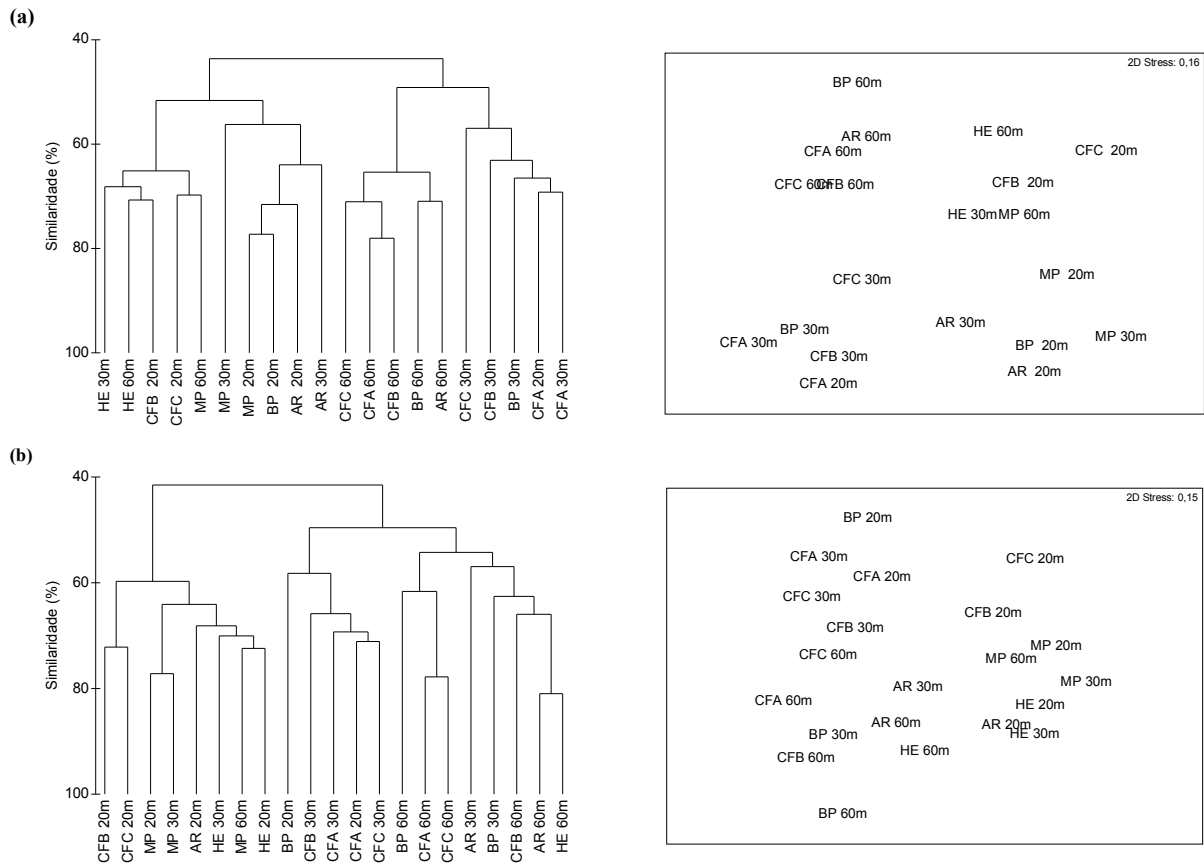 (a)
40
60
80
100
Similaridade (%)
HE 30m
HE 60m
CFB 20m
CFC 20m
MP 60m
MP 30m
MP 20m
BP 20m
AR 20m
AR 30m
CFC 60m
CFA 60m
CFB 60m
BP 60m
AR 60m
CFC 30m
CFB 30m
BP 30m
CFA 20m
CFA 30m
2D Stress: 0,16
BP 60m
AR 60m
HE 60m
CFA 60m
CFC 20m
CFC 60m
CFB 60m
CFB 20m
HE 30m
MP 60m
CFC 30m
MP 20m
AR 30m
BP 30m
MP 30m
CFA 30m
BP 20m
CFB 30m
AR 20m
CFA 20m
(b)
40
60
80
100
Similaridade (%)
CFB 20m
CFC 20m
MP 20m
MP 30m
AR 20m
HE 30m
MP 60m
HE 20m
BP 20m
CFB 30m
CFA 30m
CFA 20m
CFC 30m
BP 60m
CFA 60m
CFC 60m
AR 30m
BP 30m
CFB 60m
AR 60m
HE 60m
2D Stress: 0,15
BP 20m
CFA 30m
CFC 20m
CFA 20m
CFC 30m
CFB 20m
CFB 30m
MP 20m
CFC 60m
MP 60m
MP 30m
AR 30m
CFA 60m
HE 20m
AR 60m
AR 20m
BP 30m
HE 30m
HE 60m
CFB 60m
BP 60m